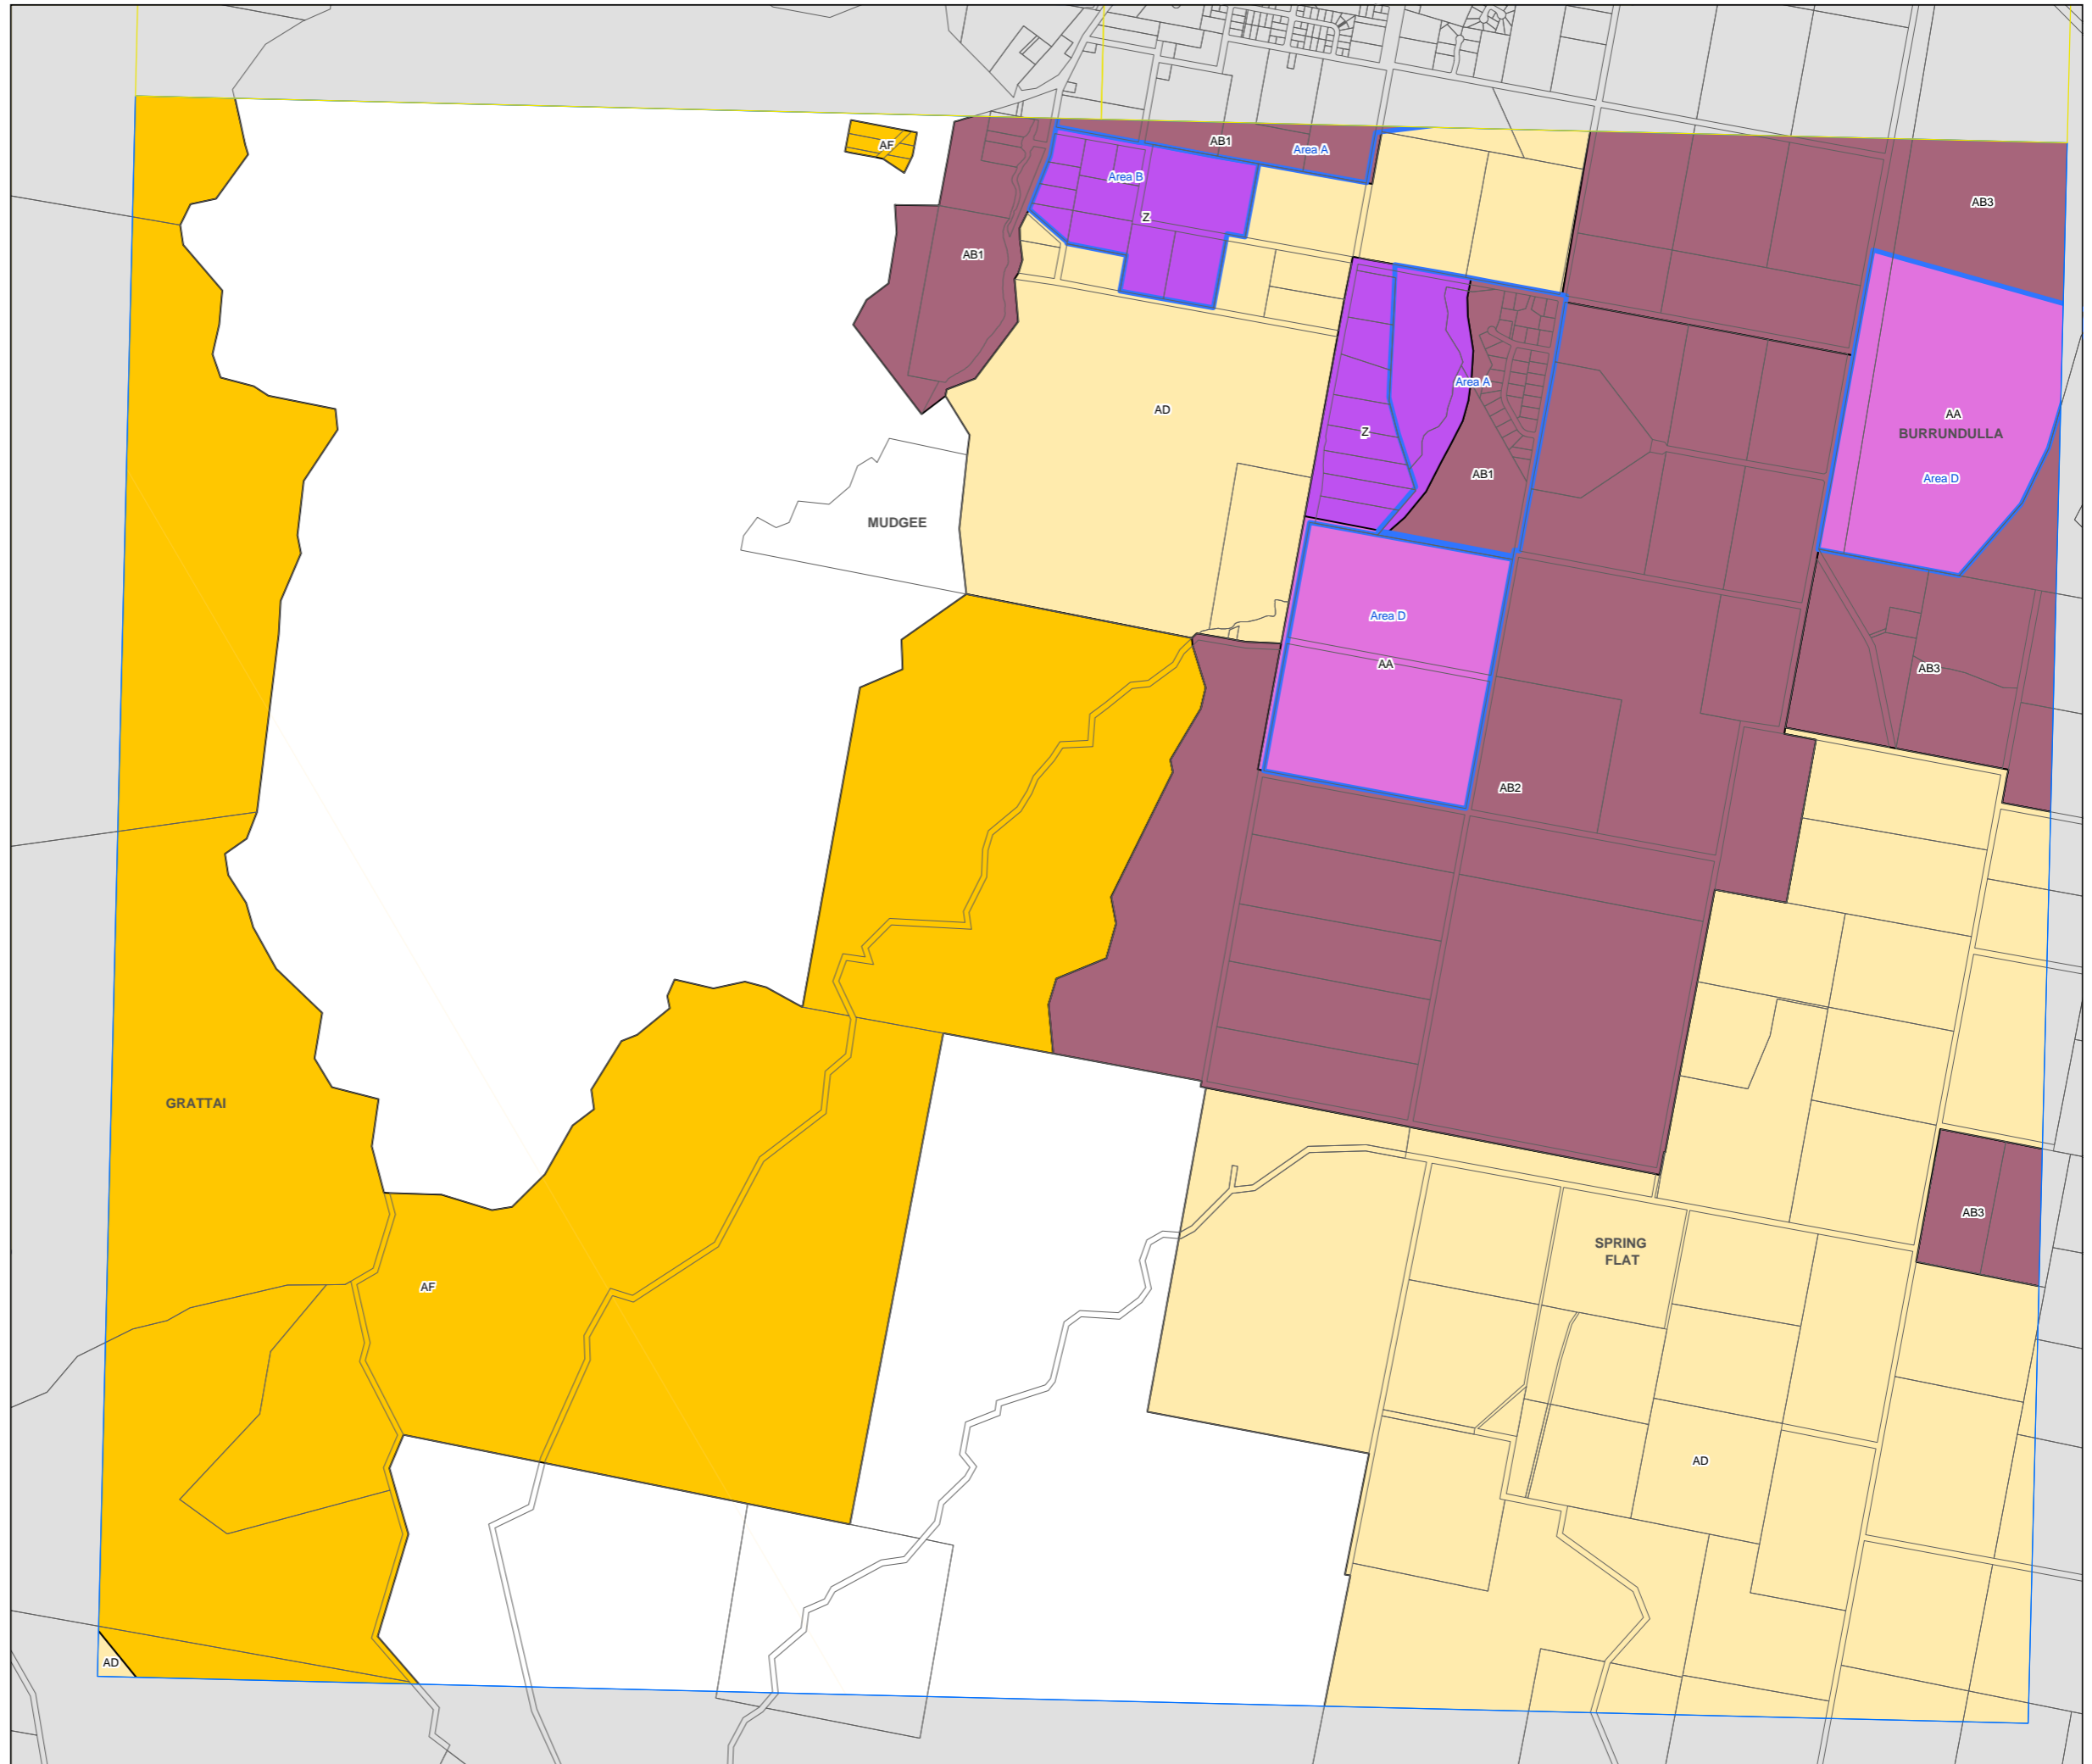 AF
AB1
Area A
Area B
Z
AB3
AB1
AD
Area A
Z
AB1
AA
BURRUNDULLA
Area D
MUDGEE
Area D
AA
AB3
AB2
GRATTAI
AB3
SPRING
FLAT
AF
AD
AD